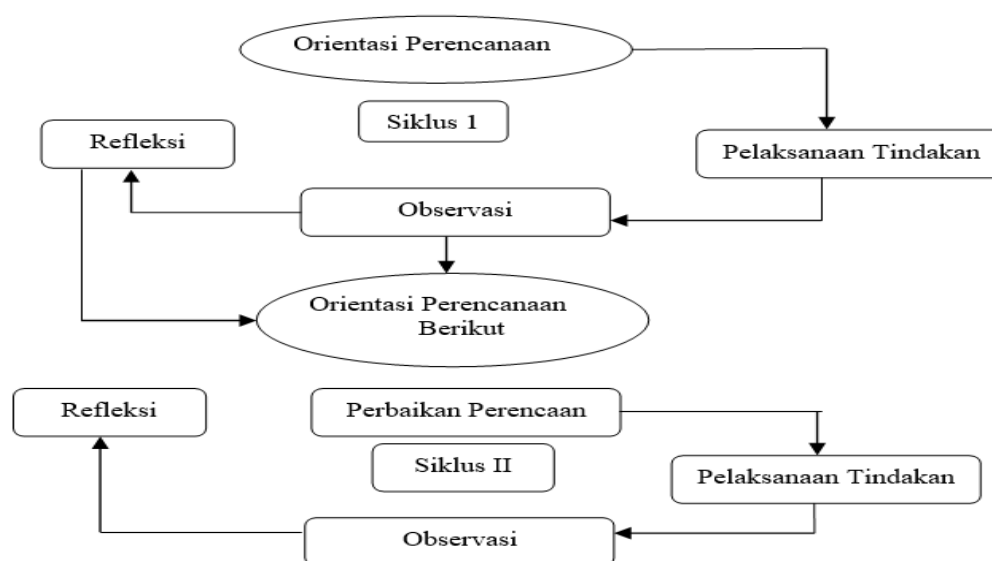 Orientasi Perencanaan
Siklus 1
Refleksi
Pelaksanaan Tindakan
Observasi
Orientasi Perencanaan
Berikut
Refleksi
Perbaikan Perencaan
Siklus II
Pelaksanaan Tindakan
Observasi